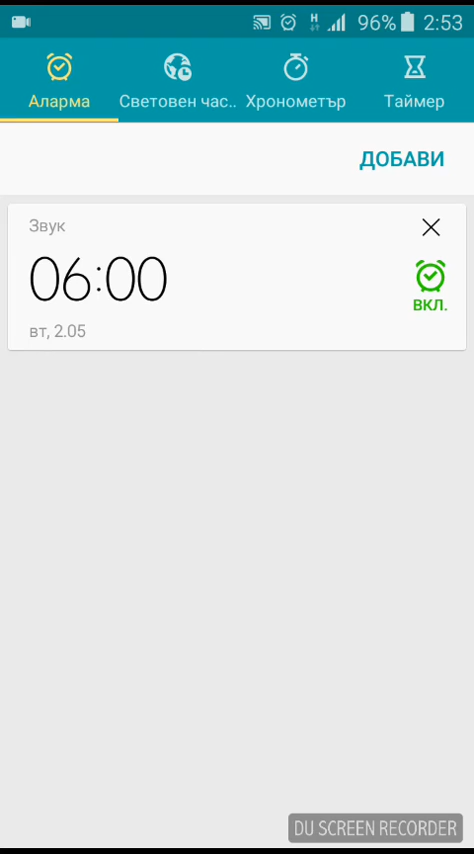 H 96% 2:53
Аларма Световен час.. Хронометър Таймер
ДОБАВИ
Звук
06:00
ВКЛ.
вт, 2.05
DU SCREEN RECORDER